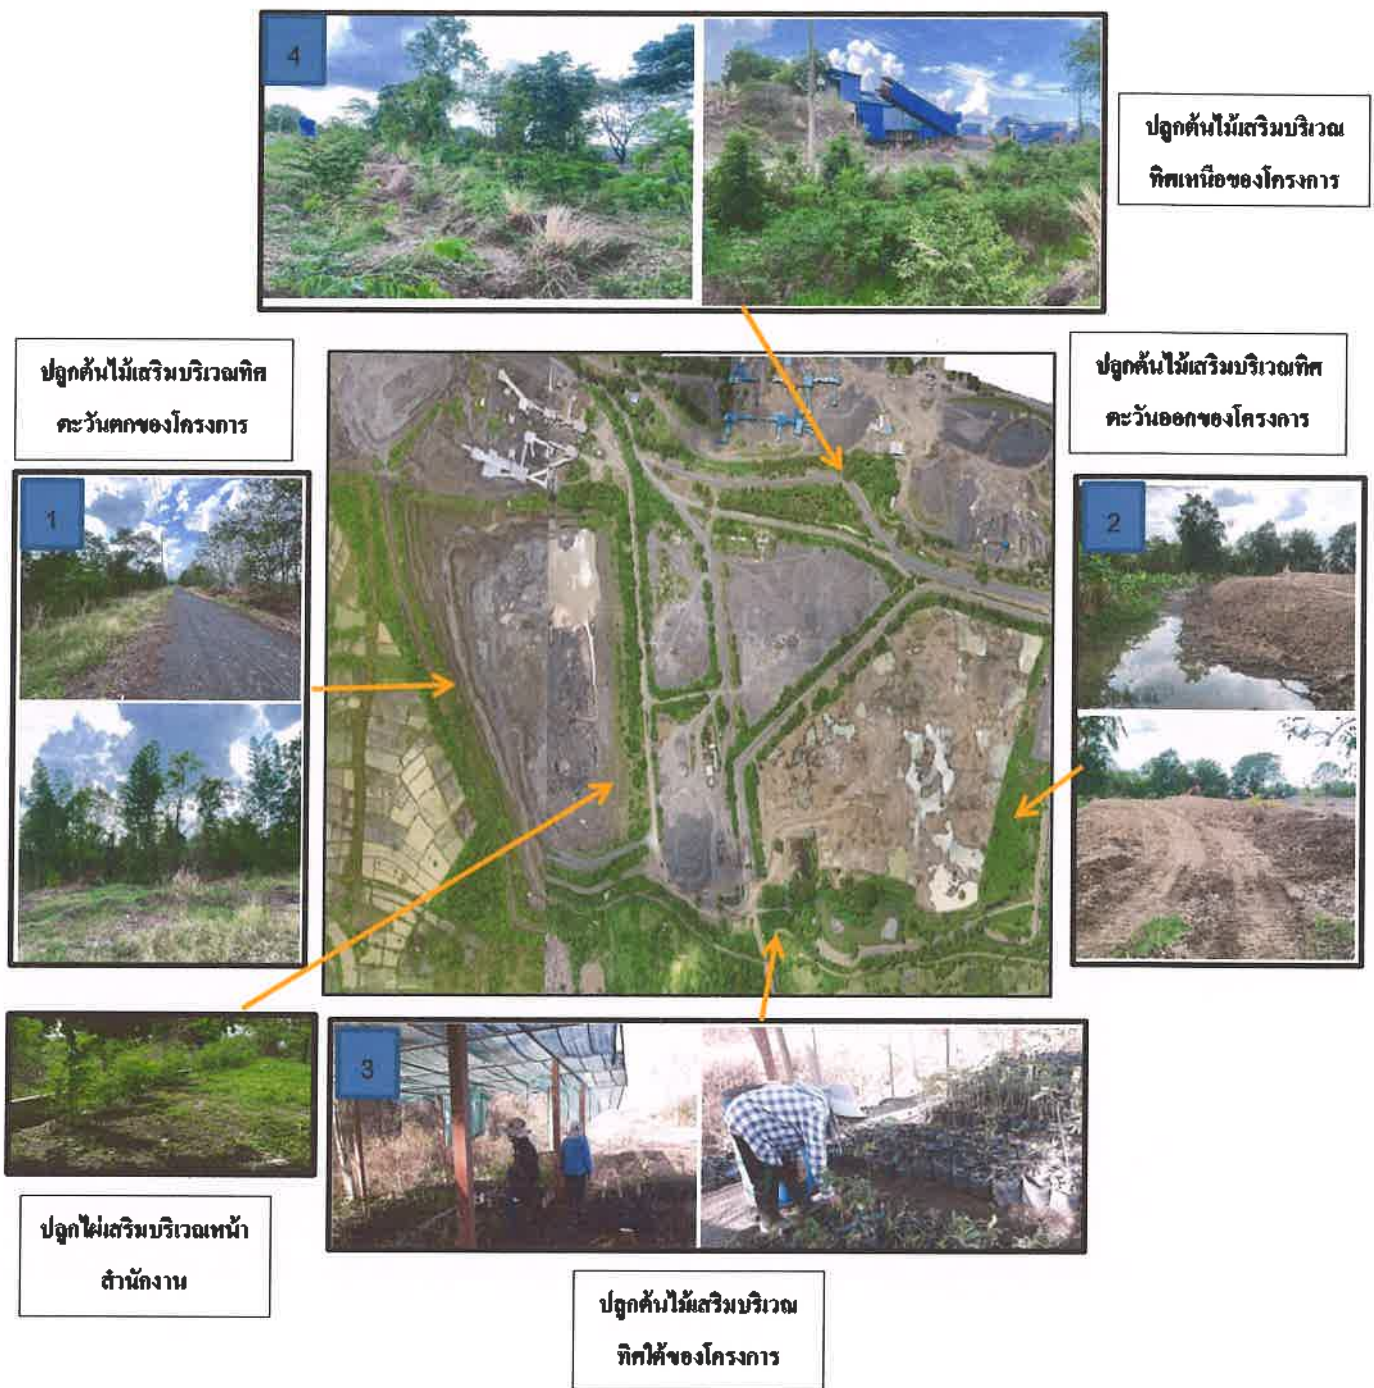 4
ปลูกต้นไม้เสริมบริเวณ
ทิศเหนือของโครงการ
ปลูกต้นไม้เสริมบริเวณทิศ
ตะวันตกของโครงการ
ปลูกต้นไม้เสริมบริเวณทิศ
ตะวันออกของโครงการ
1
2
3
ปลูกไผ่เสริมบริเวณหน้า
สำนักงาน
ปลูกต้นไม้เสริมบริเวณ
ทิศใต้ของโครงการ